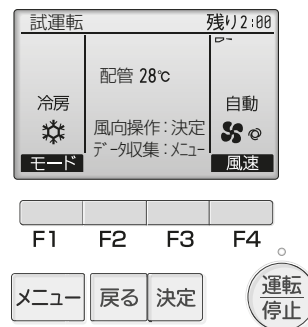 試運転 残り2:00
配管 28℃
冷房 自動
風向操作:決定
データ収集:メニュー
モード 風速
F1 F2 F3 F4
メニュー 戻る 決定 運転
停止